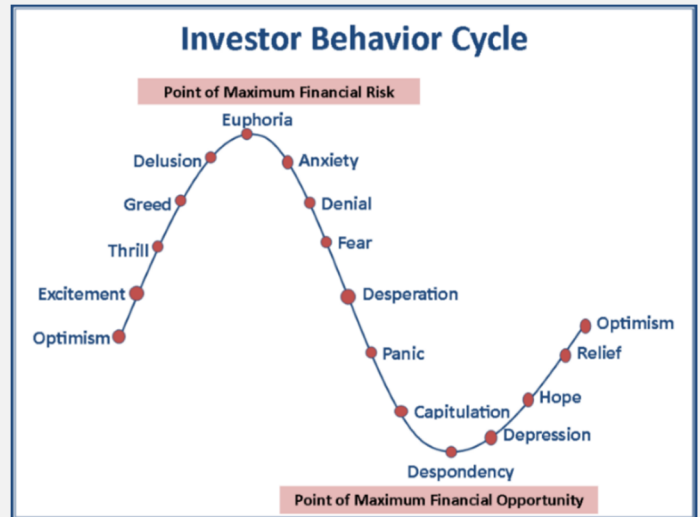 Investor Behavior Cycle
Point of Maximum Financial Risk
Euphoria
Delusion
Anxiety
Greed
Denial
Thrill
Fear
Excitement
Desperation
Optimism
Optimism
Panic
Relief
Hope
Capitulation
Depression
Despondency
Point of Maximum Financial Opportunity